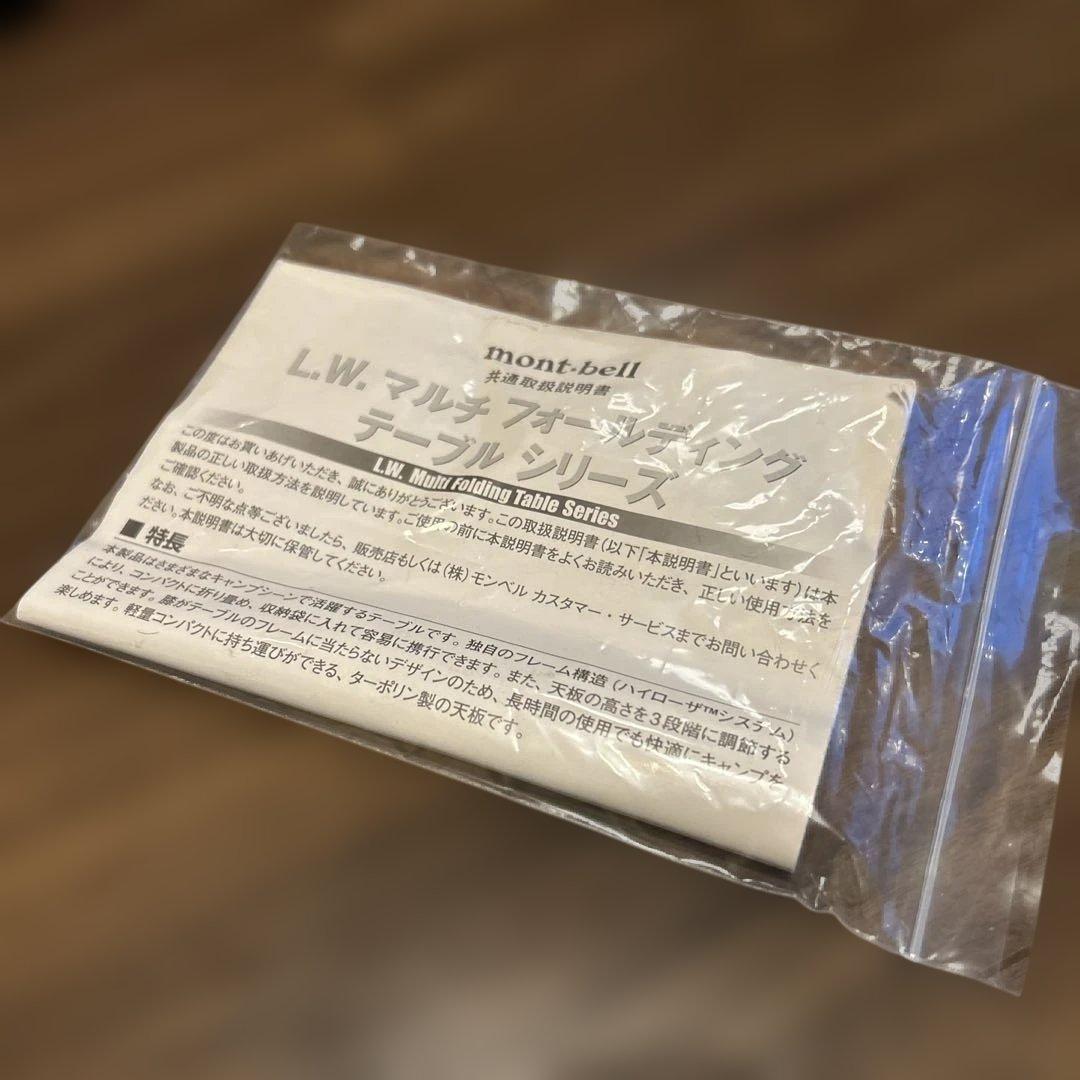 mont-bell
共通取扱説明書
L.W. マルチ フォールディング
テーブル シリーズ
L.W. Multi Folding Table Series
この度はお買いあげいただき、誠にありがとうございます。この取扱説明書(以下「本説明書」といいます)は本
製品の正しい取扱方法を説明しています。ご使用の前に本説明書をよくお読みいただき、正しい使用方法を
ご確認ください。
なお、ご不明な点等ございましたら、販売店もしくは(株)モンベル カスタマー・サービスまでお問い合わせく
ださい。本説明書は大切に保管してください。
■ 特長
本製品はさまざまなキャンプシーンで活躍するテーブルです。独自のフレーム構造(ハイローザ™システム)
により、コンパクトに折り畳め、収納袋に入れて容易に携行できます。また、天板の高さを3段階に調節する
ことができます。膝がテーブルのフレームに当たらないデザインのため、長時間の使用でも快適にキャンプを
楽しめます。軽量コンパクトに持ち運びができる、ターポリン製の天板です。